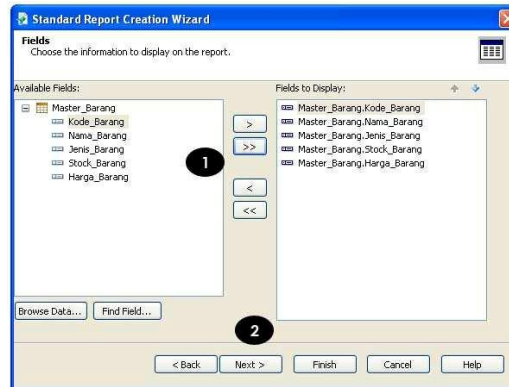 Standard Report Creation Wizard
Fields
Choose the information to display on the report.
Available Fields:
Master_Barang
Kode_Barang
Nama_Barang
Jenis_Barang
Stock_Barang
Harga_Barang
>
>>
1
<
<<
Fields to Display:
Master_Barang.Kode_Barang
Master_Barang.Nama_Barang
Master_Barang.Jenis_Barang
Master_Barang.Stock_Barang
Master_Barang.Harga_Barang
Browse Data... Find Field...
2
< Back Next > Finish Cancel Help